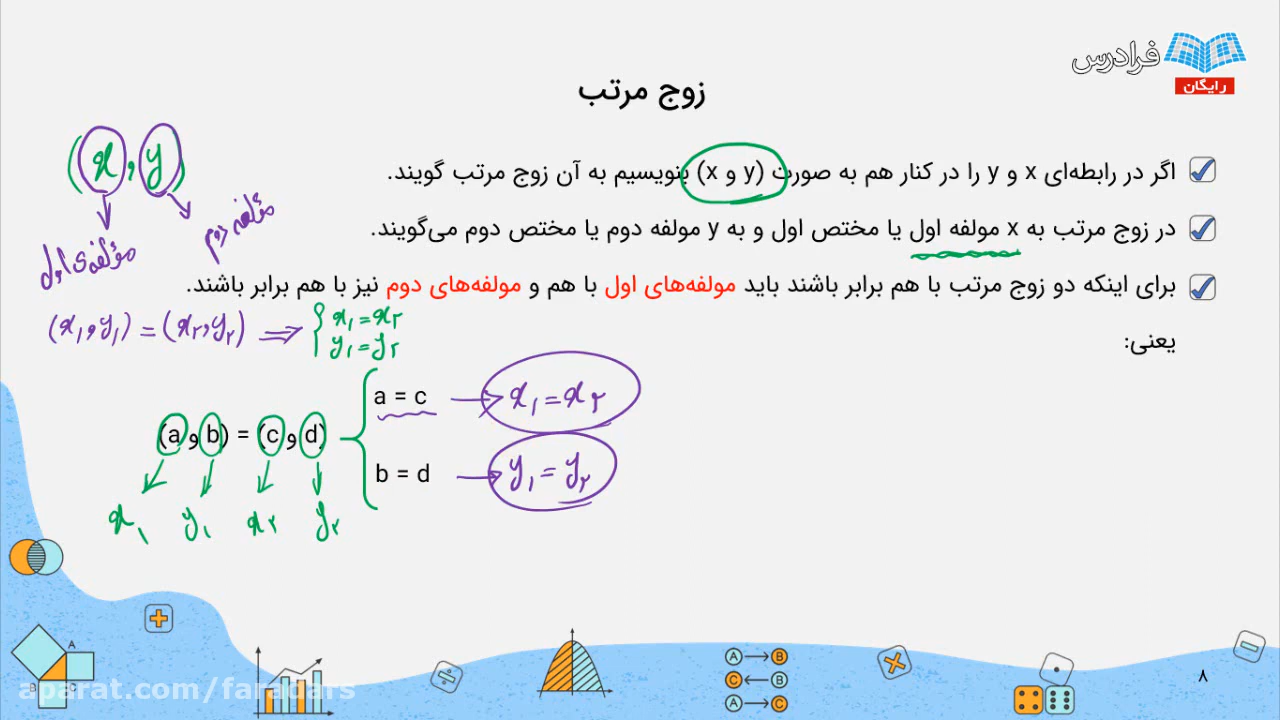 فرادرس
رایگان
زوج مرتب
(x , y)
مؤلفه‌ی اول
مؤلفه دوم
اگر در رابطه‌ای x و y را در کنار هم به صورت (x و y) بنویسیم به آن زوج مرتب گویند.
در زوج مرتب به x مولفه اول یا مختص اول و به y مولفه دوم یا مختص دوم می‌گویند.
برای اینکه دو زوج مرتب با هم برابر باشند باید مولفه‌های اول با هم و مولفه‌های دوم نیز با هم برابر باشند.
یعنی:
(x₁ , y₁) = (x₂ , y₂) ⇒ { x₁ = x₂
y₁ = y₂
a = c → x₁ = x₂
(a و b) = (c و d)
b = d → y₁ = y₂
x₁ y₁ x₂ y₂
A
B
A B
C B
A C
۸
aparat.com/faradars